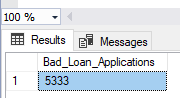 100 %
Results Messages
Bad_Loan_Applications
1 5333